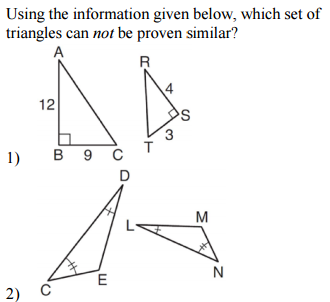 Using the information given below, which set of
triangles can not be proven similar?
A
R
4
12
S
3
T
1) B 9 C
D
M
L
N
E
2) C